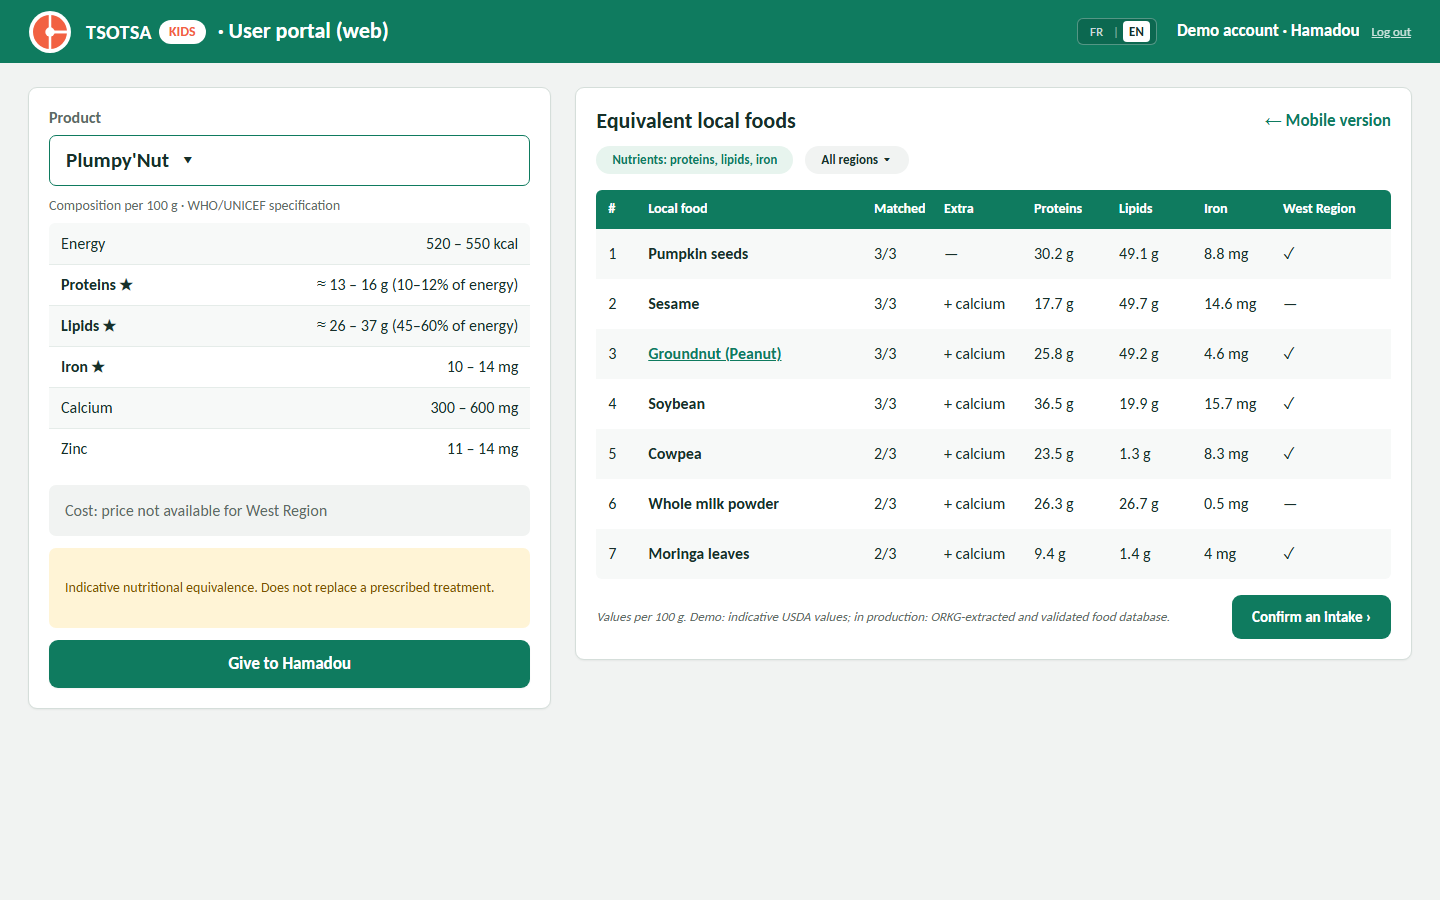 TSOTSA KIDS · User portal (web)
FR | EN
Demo account · Hamadou Log out
Product
Plumpy'Nut ▼
Composition per 100 g · WHO/UNICEF specification
Energy 520 – 550 kcal
Proteins ★ ≈ 13 – 16 g (10–12% of energy)
Lipids ★ ≈ 26 – 37 g (45–60% of energy)
Iron ★ 10 – 14 mg
Calcium 300 – 600 mg
Zinc 11 – 14 mg
Cost: price not available for West Region
Indicative nutritional equivalence. Does not replace a prescribed treatment.
Give to Hamadou
Equivalent local foods ← Mobile version
Nutrients: proteins, lipids, iron All regions ▾
# Local food Matched Extra Proteins Lipids Iron West Region
1 Pumpkin seeds 3/3 — 30.2 g 49.1 g 8.8 mg ✓
2 Sesame 3/3 + calcium 17.7 g 49.7 g 14.6 mg —
3 Groundnut (Peanut) 3/3 + calcium 25.8 g 49.2 g 4.6 mg ✓
4 Soybean 3/3 + calcium 36.5 g 19.9 g 15.7 mg ✓
5 Cowpea 2/3 + calcium 23.5 g 1.3 g 8.3 mg ✓
6 Whole milk powder 2/3 + calcium 26.3 g 26.7 g 0.5 mg —
7 Moringa leaves 2/3 + calcium 9.4 g 1.4 g 4 mg ✓
Values per 100 g. Demo: indicative USDA values; in production: ORKG-extracted and validated food database.
Confirm an intake ›